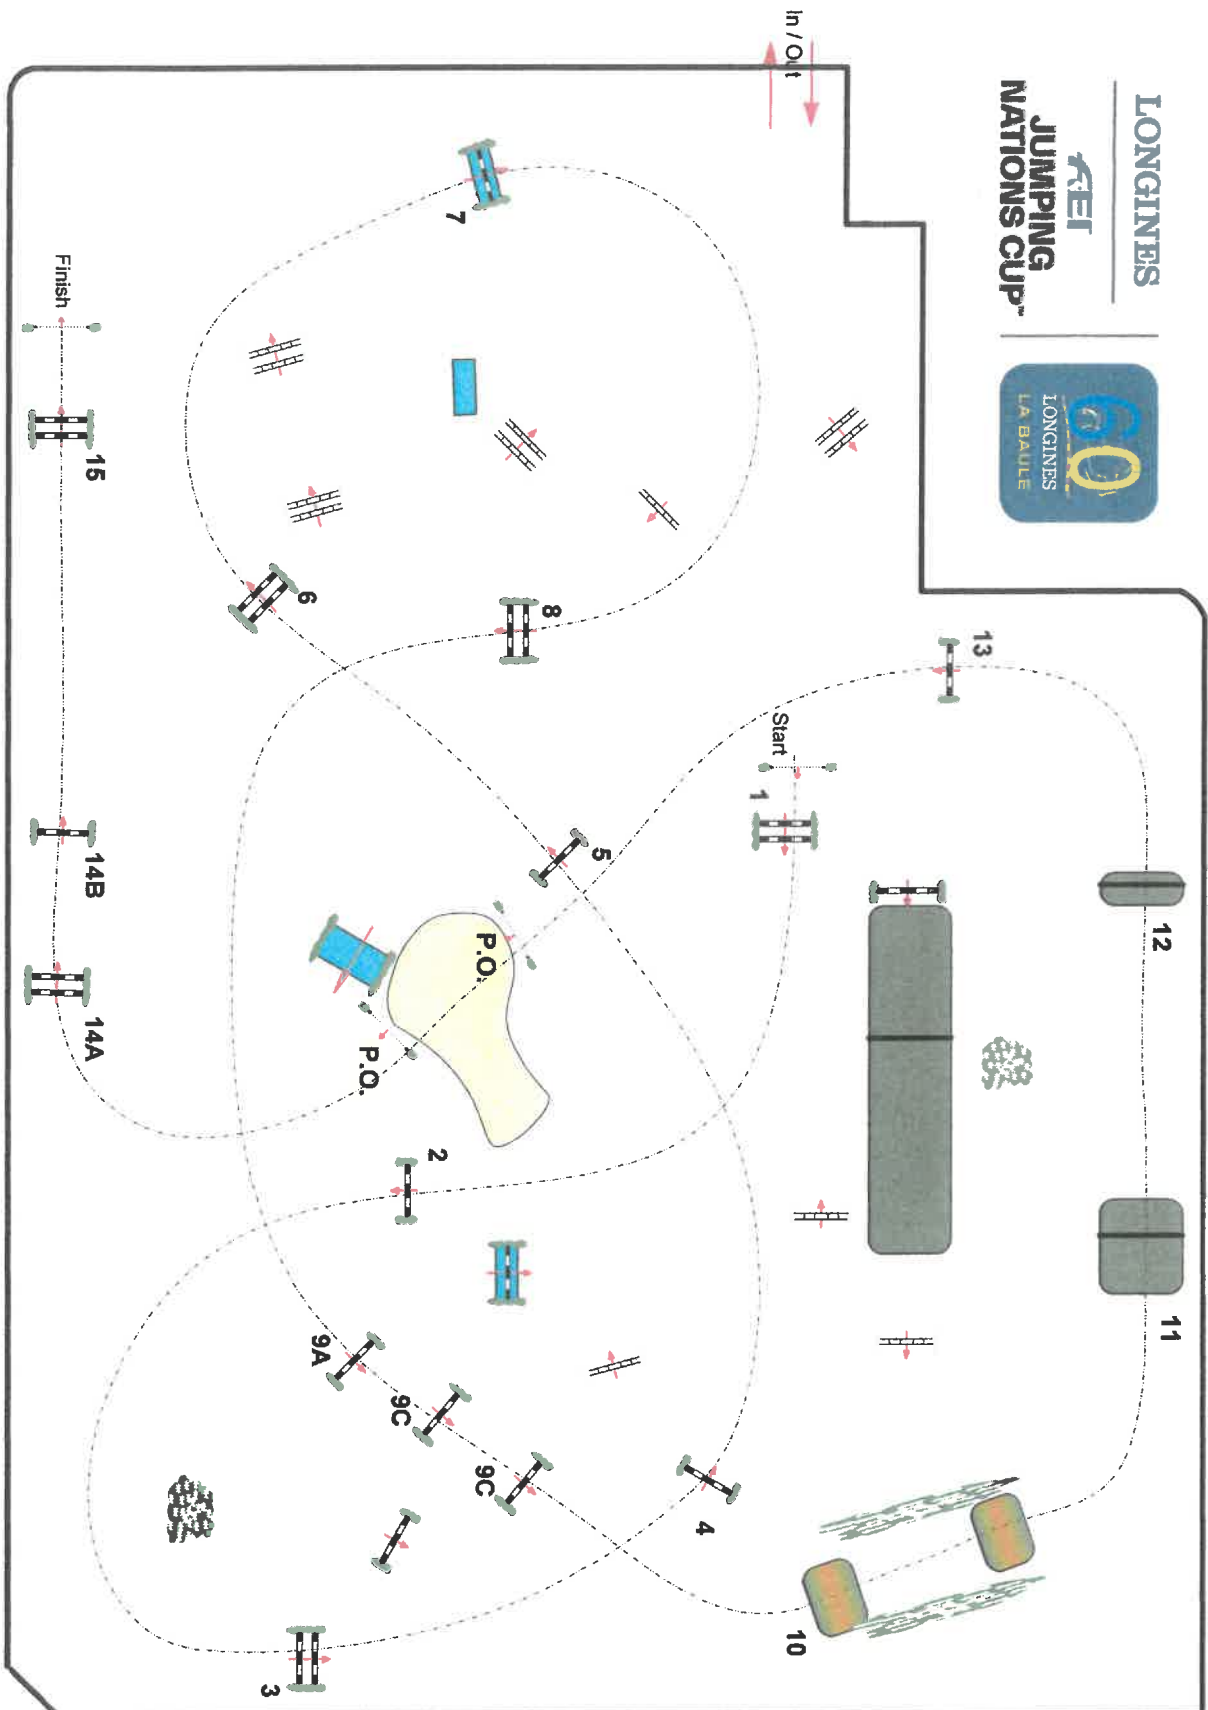 LONGINES
FEI
JUMPING
NATIONS CUP™
60
LONGINES
LA BAULE
In / Out
7
Finish
15
6
8
13
Start
1
5
12
14B
P.O.
14A
P.O.
2
11
9A
9C
9C
4
10
3